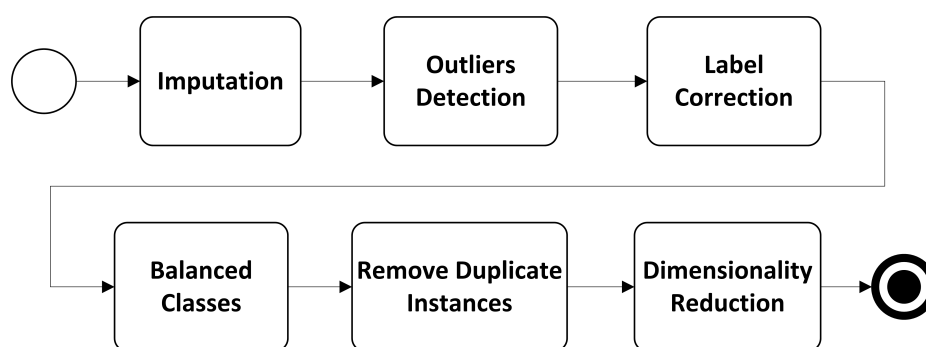 Imputation
Outliers
Detection
Label
Correction
Balanced
Classes
Remove Duplicate
Instances
Dimensionality
Reduction